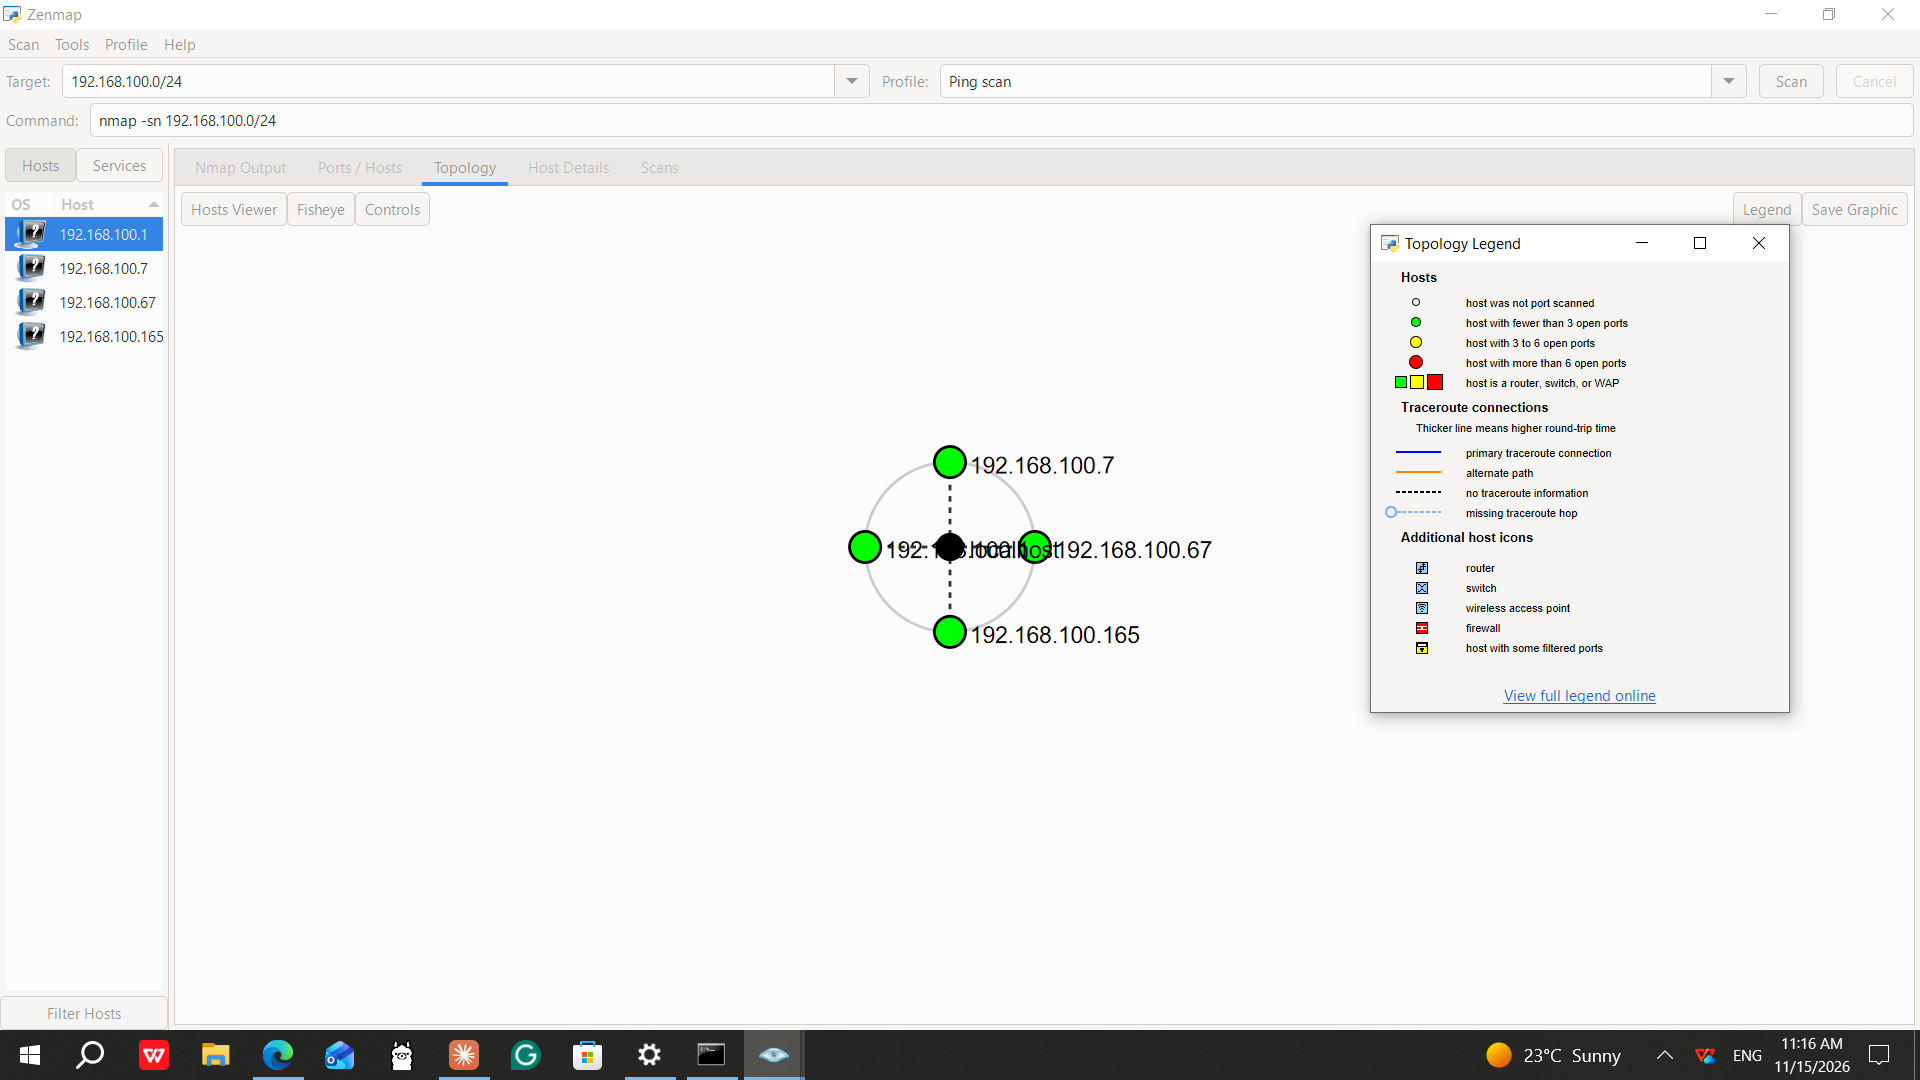 Zenmap
Scan Tools Profile Help
Target: 192.168.100.0/24 Profile: Ping scan Scan Cancel
Command: nmap -sn 192.168.100.0/24
Hosts Services
Nmap Output Ports / Hosts Topology Host Details Scans
OS Host
192.168.100.1
192.168.100.7
192.168.100.67
192.168.100.165
Filter Hosts
Hosts Viewer Fisheye Controls Legend Save Graphic
192.168.100.7
localhost
192.168.100.67
192.168.100.165
Topology Legend
Hosts
host was not port scanned
host with fewer than 3 open ports
host with 3 to 6 open ports
host with more than 6 open ports
host is a router, switch, or WAP
Traceroute connections
Thicker line means higher round-trip time
primary traceroute connection
alternate path
no traceroute information
missing traceroute hop
Additional host icons
router
switch
wireless access point
firewall
host with some filtered ports
View full legend online
23°C Sunny
ENG
11:16 AM
11/15/2026